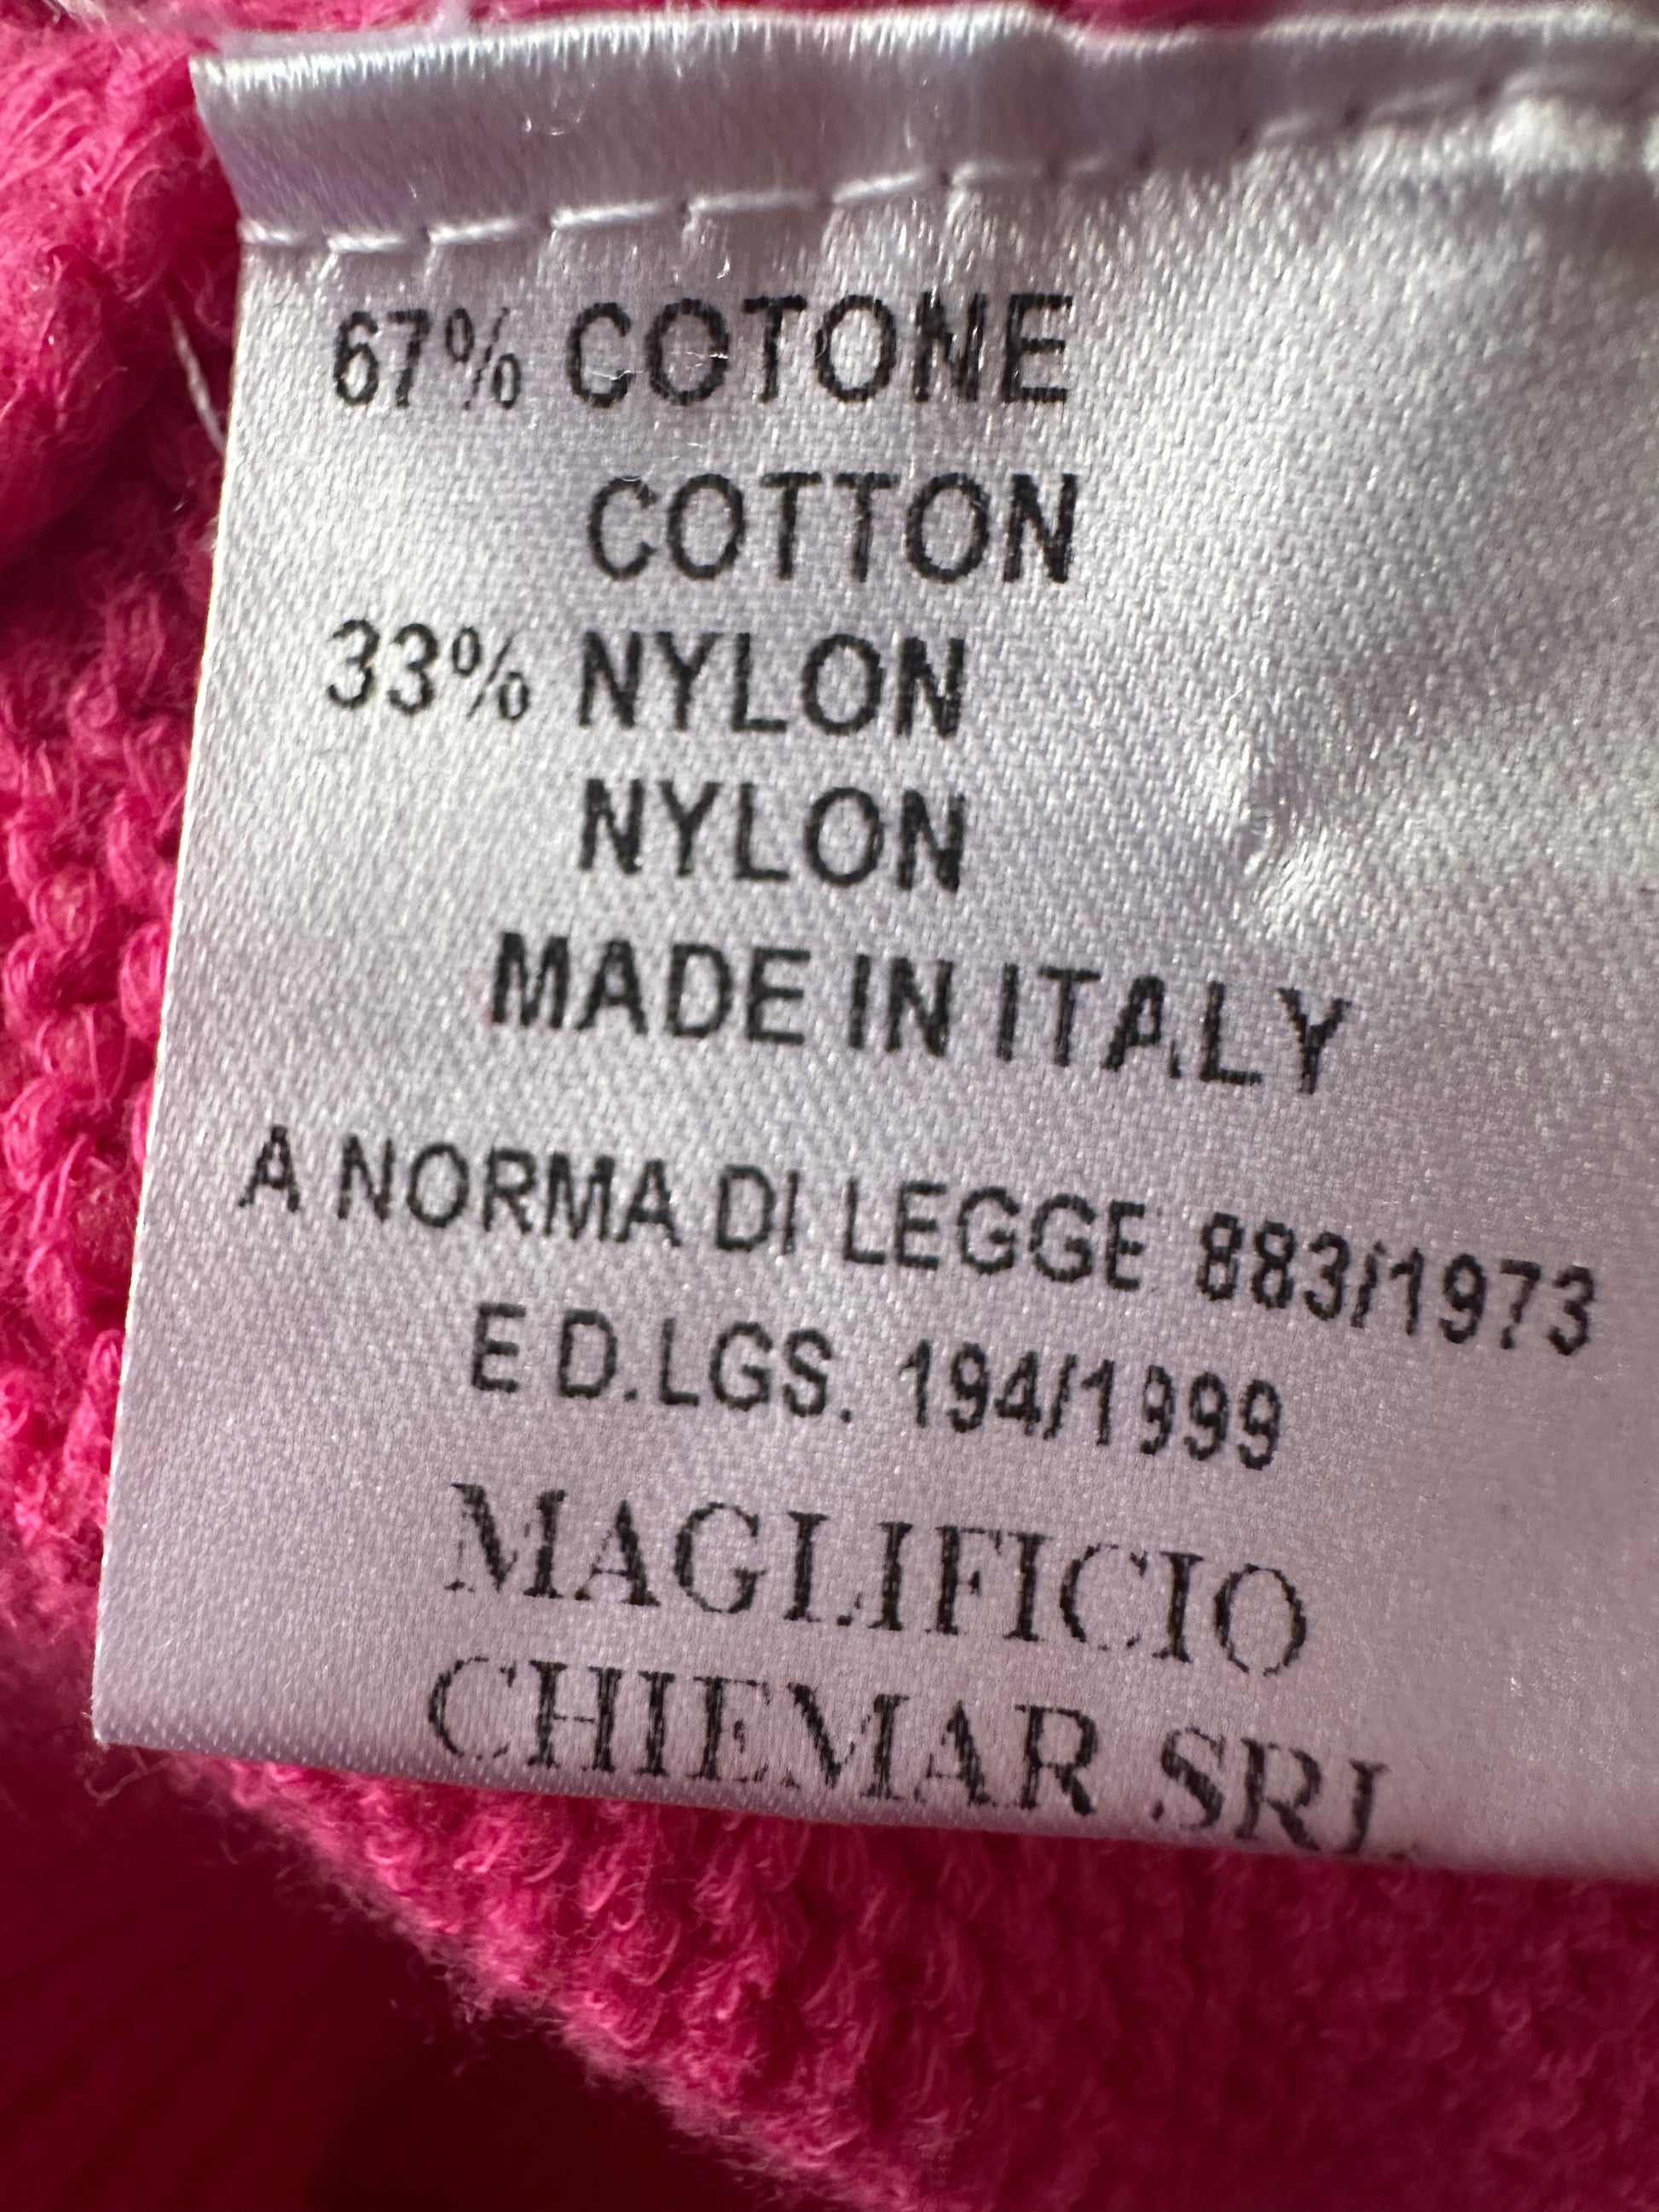 67% COTONE
COTTON
33% NYLON
NYLON
MADE IN ITALY
A NORMA DI LEGGE 883/1973
E D.LGS. 194/1999
MAGLIFICIO
CHIEMAR SRL